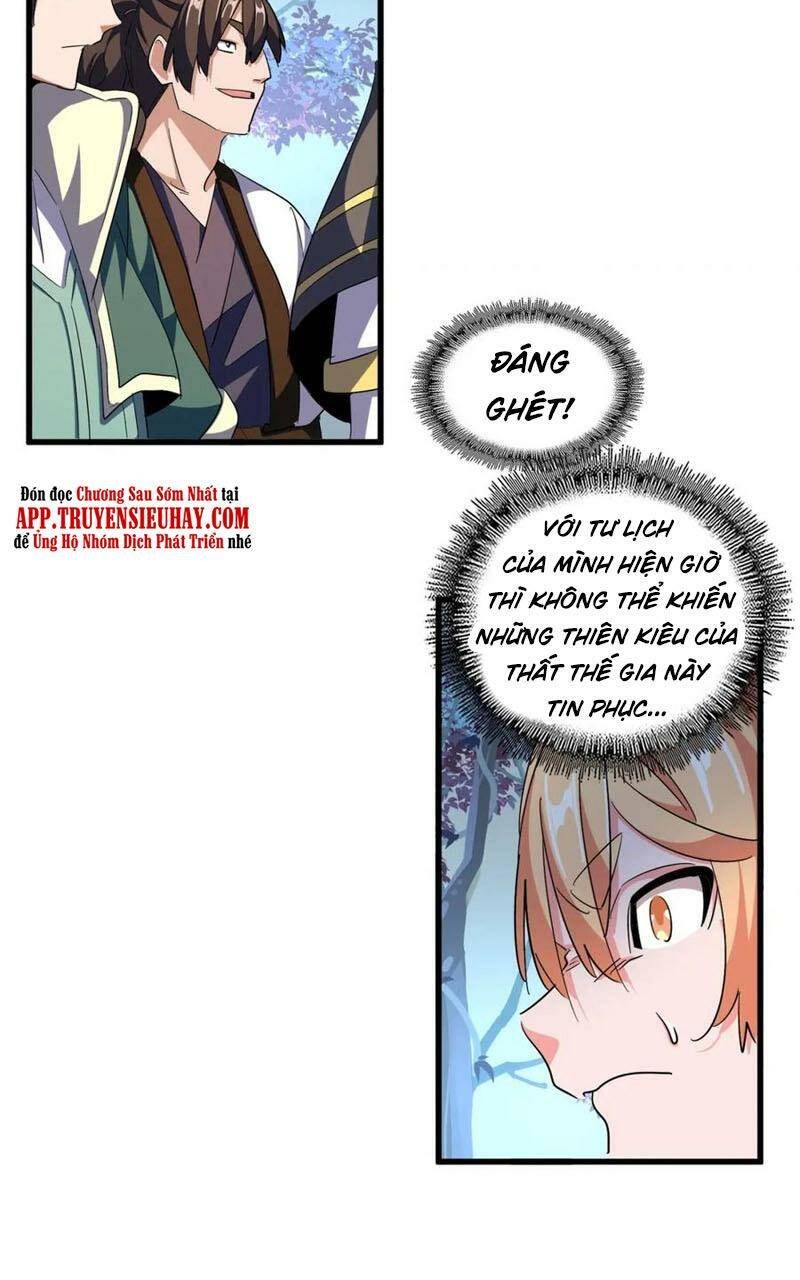 ĐÁNG
GHÉT!
Đón đọc Chương Sau Sớm Nhất tại
APP.TRUYENSIEUHAY.COM
để Ủng Hộ Nhóm Dịch Phát Triển nhé
VỚI TƯ LỊCH
CỦA MÌNH HIỆN GIỜ
THÌ KHÔNG THỂ KHIẾN
NHỮNG THIÊN KIÊU CỦA
THẤT THẾ GIA NÀY
TIN PHỤC...